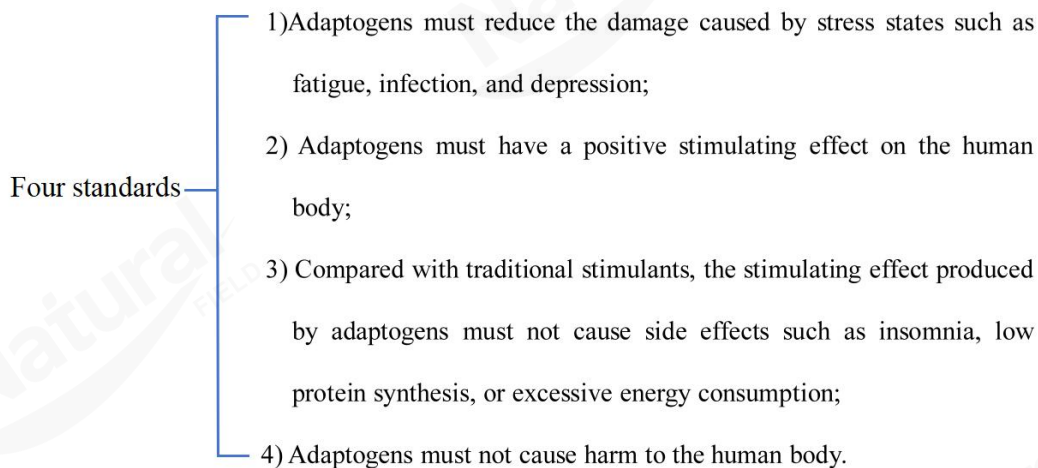 1)Adaptogens must reduce the damage caused by stress states such as
fatigue, infection, and depression;
2) Adaptogens must have a positive stimulating effect on the human
body;
Four standards
3) Compared with traditional stimulants, the stimulating effect produced
by adaptogens must not cause side effects such as insomnia, low
protein synthesis, or excessive energy consumption;
4) Adaptogens must not cause harm to the human body.
Natural
FIELD